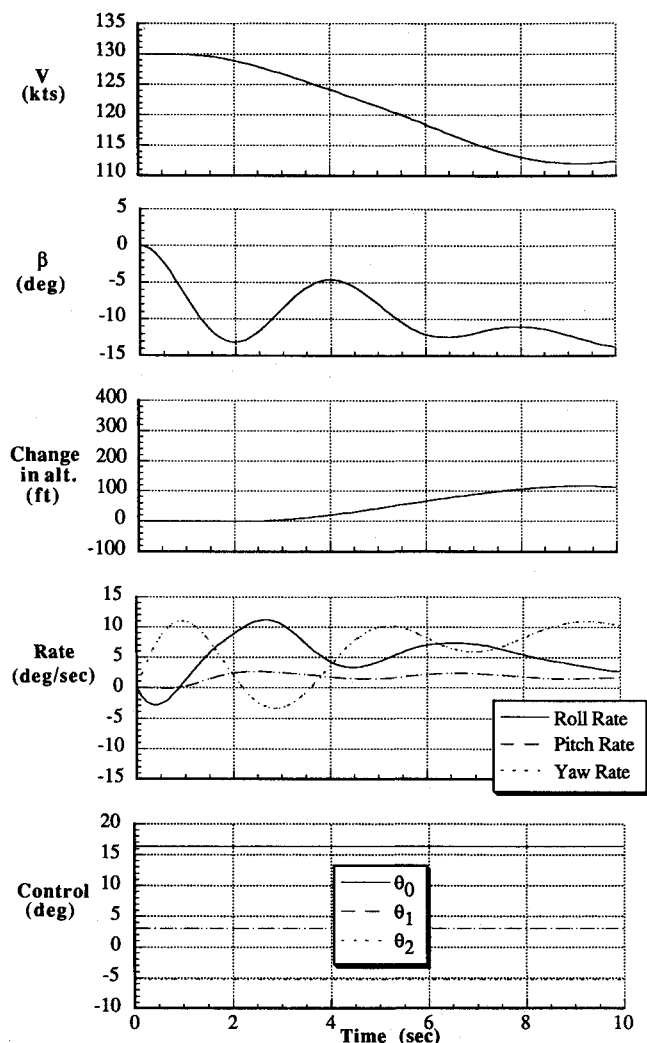 135
130
V
125
(kts)
120
115
110
5
0
β
-5
(deg)
-10
-15
400
300
Change
200
in alt.
100
(ft)
0
-100
15
10
Rate
5
(deg/sec)
0
-5
-10
-15
Roll Rate
Pitch Rate
Yaw Rate
20
15
Control
10
(deg)
5
0
-5
-10
θ0
θ1
θ2
0 2 4 6 8 10
Time (sec)